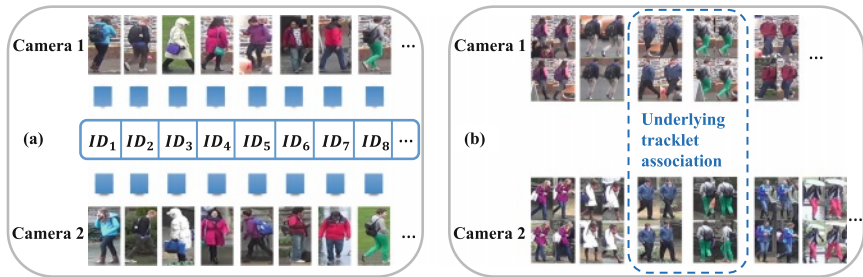 Camera 1
(a)
ID1 ID2 ID3 ID4 ID5 ID6 ID7 ID8 ...
Camera 2
...
...
Camera 1
...
(b)
Underlying
tracklet
association
Camera 2
...